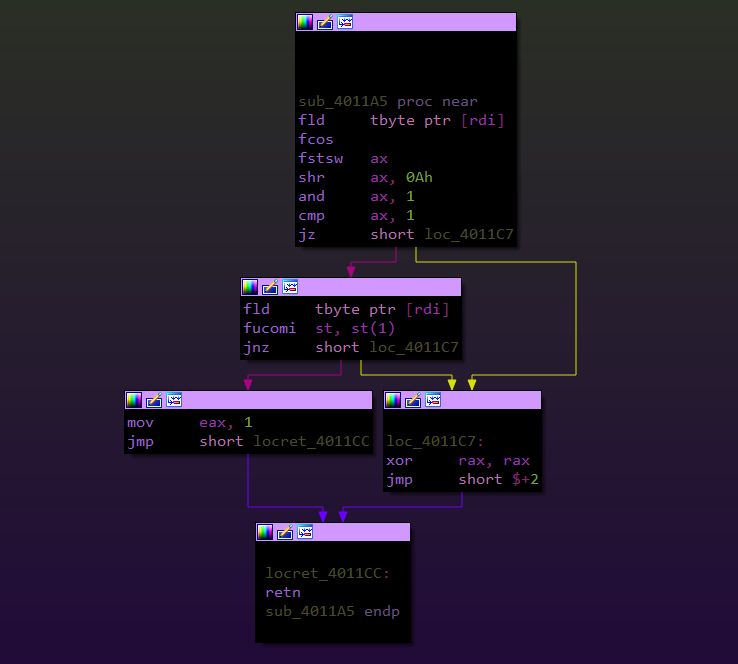 sub_4011A5 proc near
fld tbyte ptr [rdi]
fcos
fstsw ax
shr ax, 0Ah
and ax, 1
cmp ax, 1
jz short loc_4011C7
fld tbyte ptr [rdi]
fucomi st, st(1)
jnz short loc_4011C7
mov eax, 1
jmp short locret_4011CC
loc_4011C7:
xor rax, rax
jmp short $+2
locret_4011CC:
retn
sub_4011A5 endp